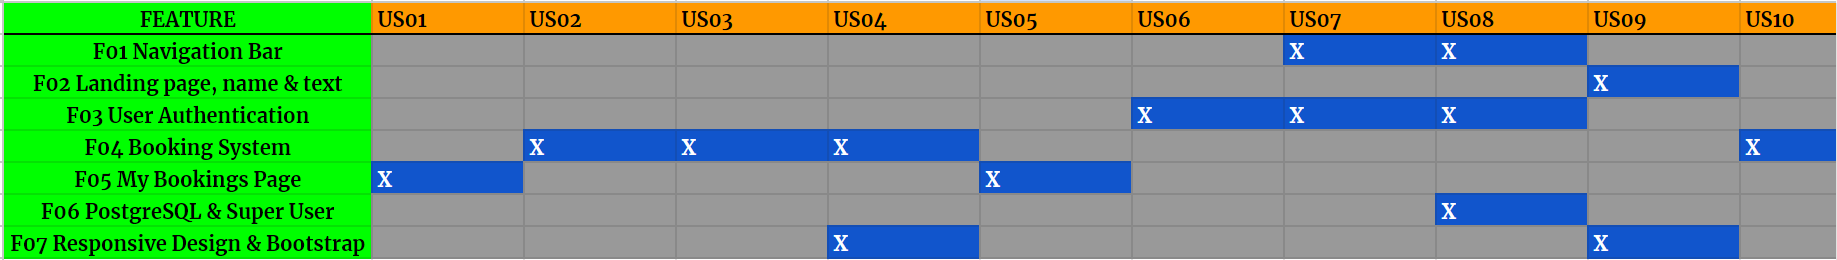 FEATURE US01 US02 US03 US04 US05 US06 US07 US08 US09 US10
F01 Navigation Bar X X
F02 Landing page, name & text X
F03 User Authentication X X X
F04 Booking System X X X X
F05 My Bookings Page X X
F06 PostgreSQL & Super User X
F07 Responsive Design & Bootstrap X X